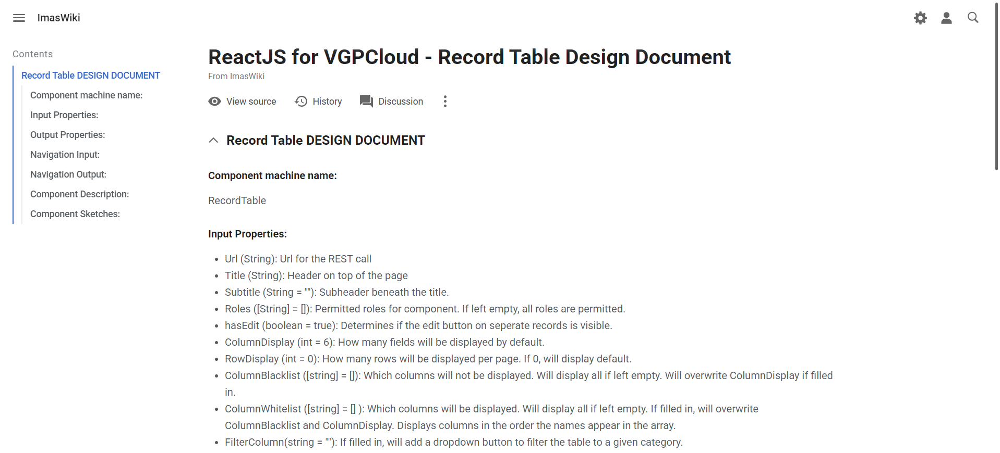 ImasWiki
Contents
Record Table DESIGN DOCUMENT
Component machine name:
Input Properties:
Output Properties:
Navigation Input:
Navigation Output:
Component Description:
Component Sketches:
ReactJS for VGPCloud - Record Table Design Document
From ImasWiki
View source
History
Discussion
Record Table DESIGN DOCUMENT
Component machine name:
RecordTable
Input Properties:
• Url (String): Url for the REST call
• Title (String): Header on top of the page
• Subtitle (String = ""): Subheader beneath the title.
• Roles ([String] = []): Permitted roles for component. If left empty, all roles are permitted.
• hasEdit (boolean = true): Determines if the edit button on seperate records is visible.
• ColumnDisplay (int = 6): How many fields will be displayed by default.
• RowDisplay (int = 0): How many rows will be displayed per page. If 0, will display default.
• ColumnBlacklist ([string] = []): Which columns will not be displayed. Will display all if left empty. Will overwrite ColumnDisplay if filled
in.
• ColumnWhitelist ([string] = [] ): Which columns will be displayed. Will display all if left empty. If filled in, will overwrite
ColumnBlacklist and ColumnDisplay. Displays columns in the order the names appear in the array.
• FilterColumn(string = ""): If filled in, will add a dropdown button to filter the table to a given category.